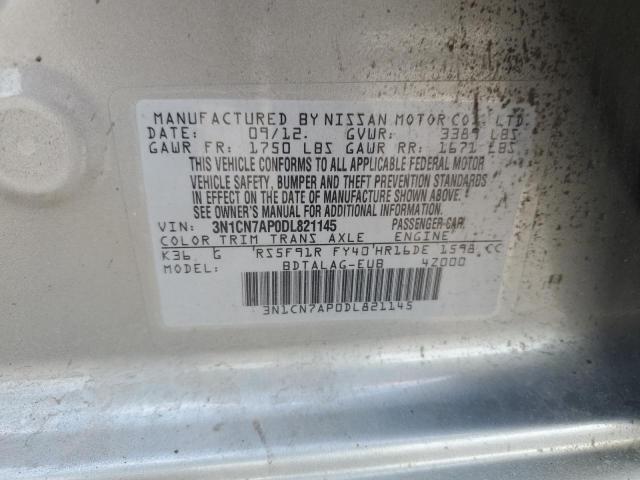 MANUFACTURED BY NISSAN MOTOR CO., LTD.
DATE: 09/12. GVWR: 3389 LBS
GAWR FR: 1750 LBS GAWR RR: 1671 LBS
THIS VEHICLE CONFORMS TO ALL APPLICABLE FEDERAL MOTOR
VEHICLE SAFETY, BUMPER AND THEFT PREVENTION STANDARDS
IN EFFECT ON THE DATE OF MANUFACTURE SHOWN ABOVE.
SEE OWNER'S MANUAL FOR ADDITIONAL INFORMATION.
VIN: 3N1CN7AP0DL821145 PASSENGER CAR
COLOR TRIM TRANS AXLE ENGINE
K36 G RS5F91R FY40 HR16DE 1598 CC
MODEL: BDTALAG-EUB 4Z000
3N1CN7AP0DL821145